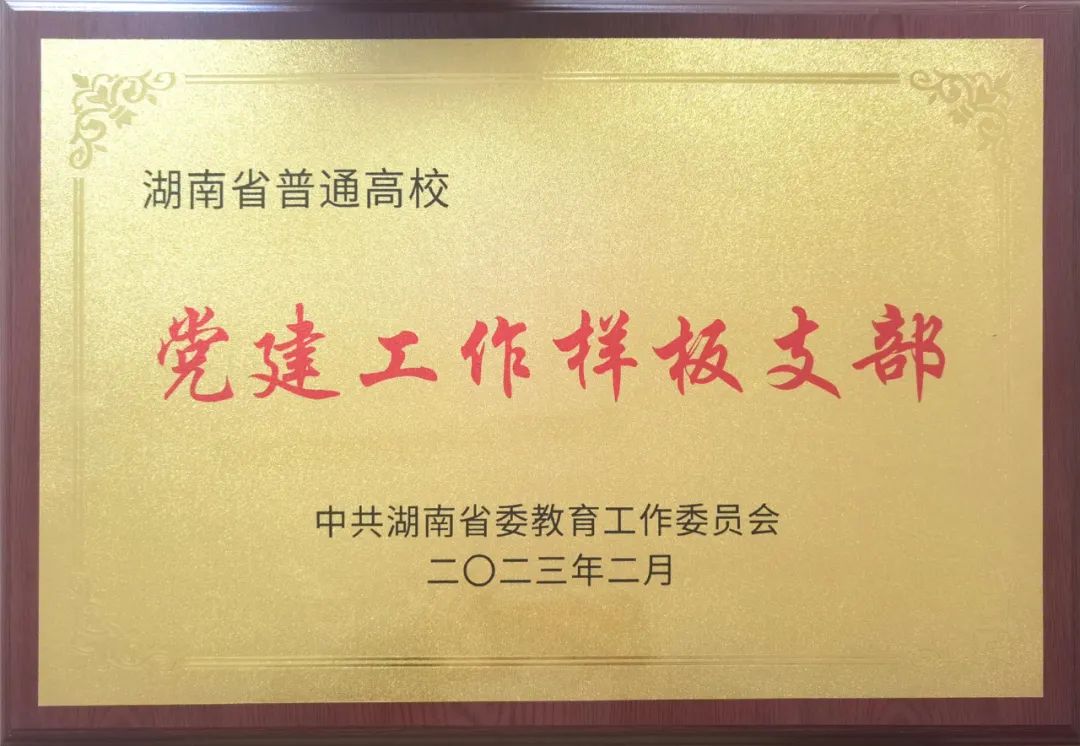 湖南省普通高校
党建工作样板支部
中共湖南省委教育工作委员会
二〇二三年二月